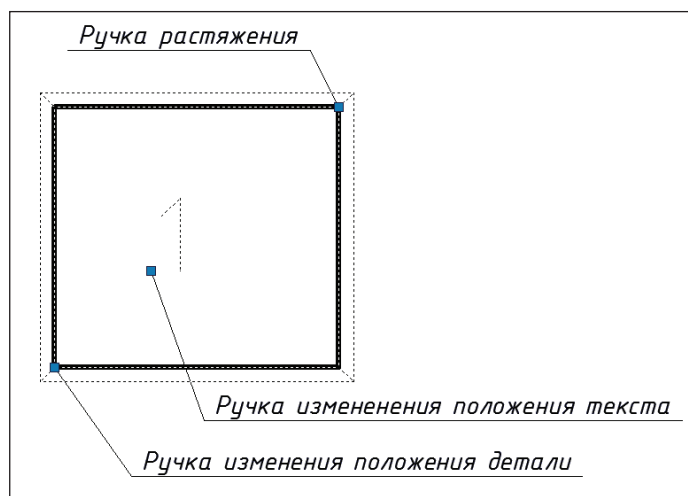 Ручка растяжения
1
Ручка измененения положения текста
Ручка изменения положения детали